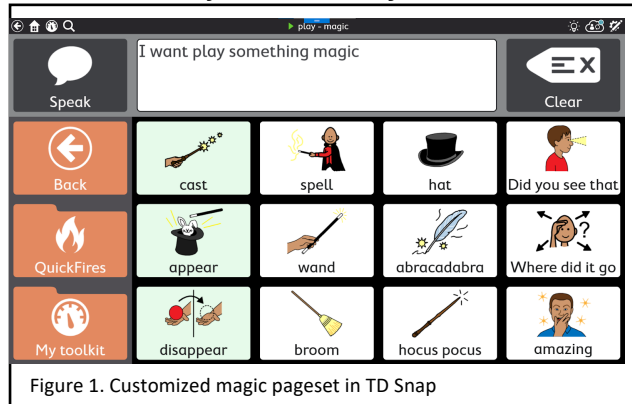 play - magic
I want play something magic
Speak
Clear
Back
cast
spell
hat
Did you see that
QuickFires
appear
wand
abracadabra
Where did it go
My toolkit
disappear
broom
hocus pocus
amazing
Figure 1. Customized magic pageset in TD Snap